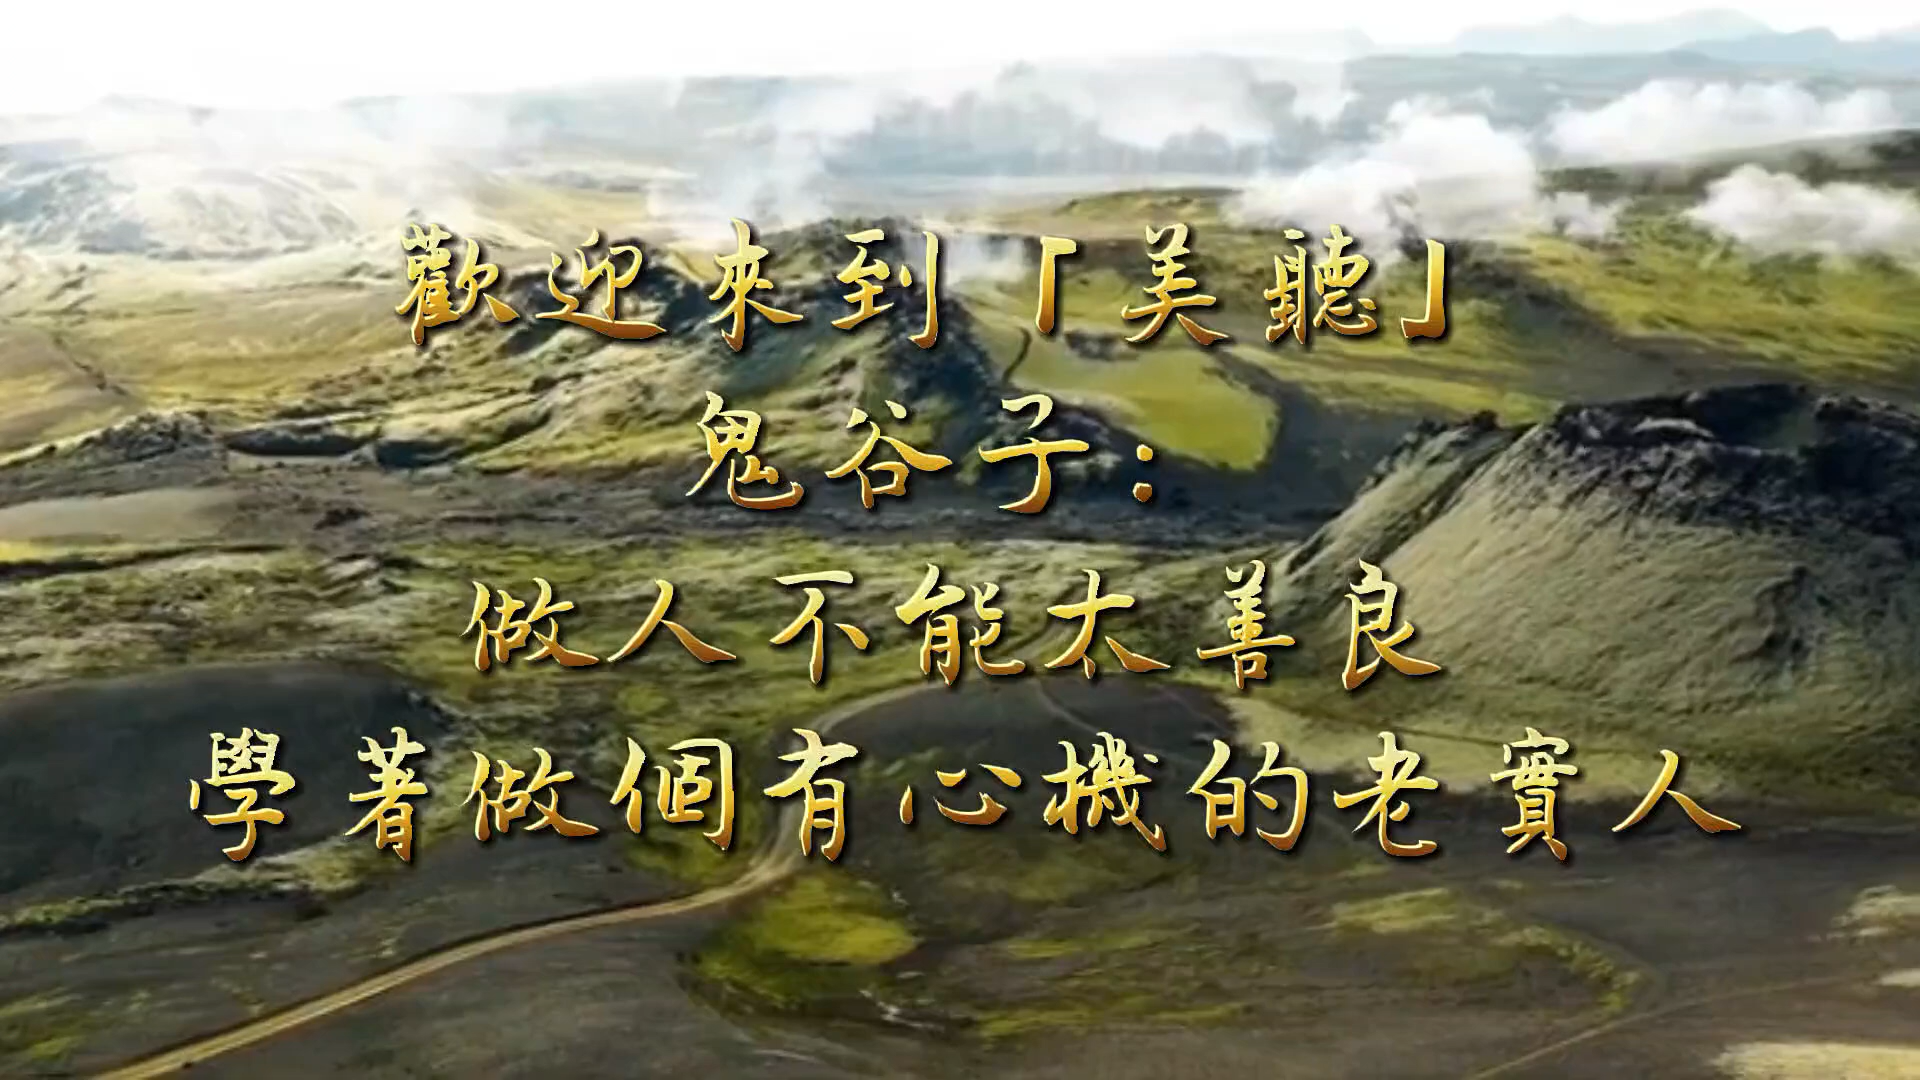 歡迎來到「美聽」
鬼谷子：
做人不能太善良
學著做個有心機的老實人